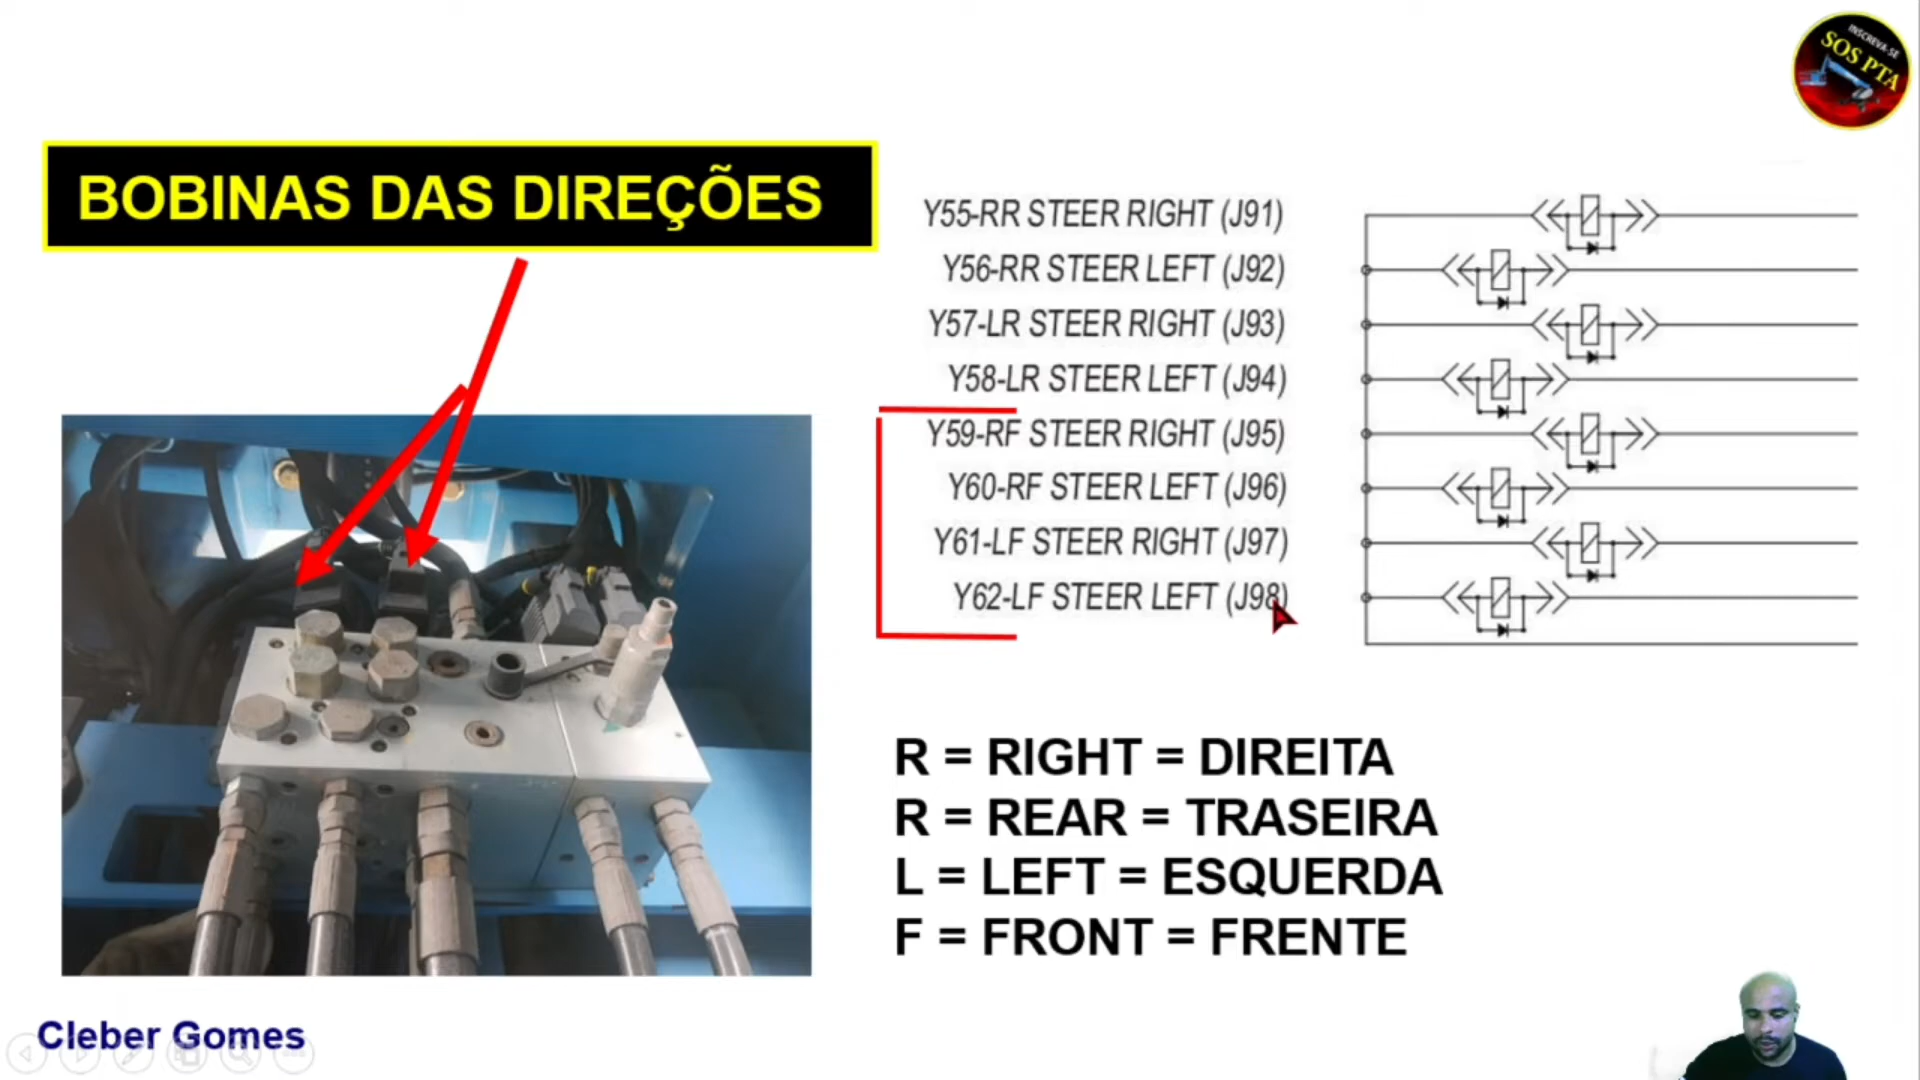 INSCREVA-SE
SOS PTA
BOBINAS DAS DIREÇÕES
Y55-RR STEER RIGHT (J91)
Y56-RR STEER LEFT (J92)
Y57-LR STEER RIGHT (J93)
Y58-LR STEER LEFT (J94)
Y59-RF STEER RIGHT (J95)
Y60-RF STEER LEFT (J96)
Y61-LF STEER RIGHT (J97)
Y62-LF STEER LEFT (J98)
R = RIGHT = DIREITA
R = REAR = TRASEIRA
L = LEFT = ESQUERDA
F = FRONT = FRENTE
Cleber Gomes